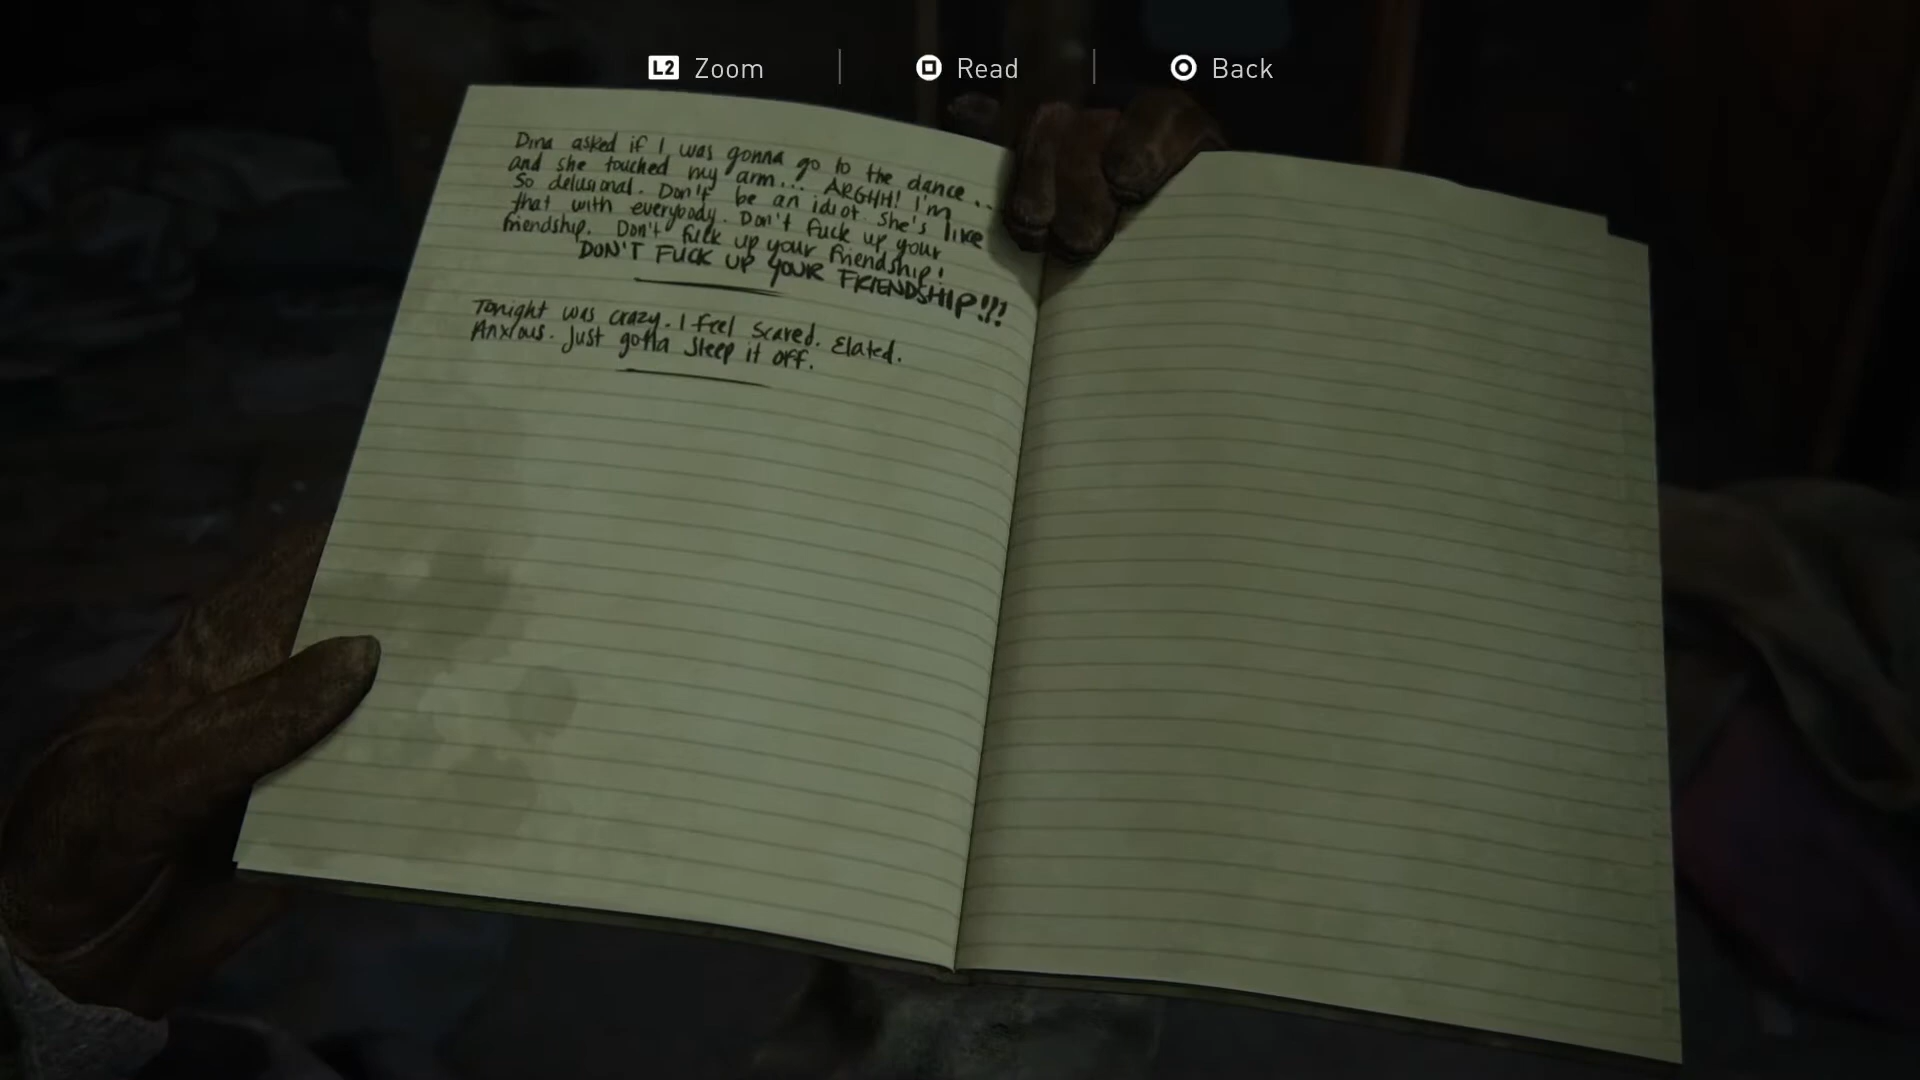 L2 Zoom | Read | Back
Dina asked if I was gonna go to the dance...
and she touched my arm... ARGHH! I'm
so delusional. Don't be an idiot. She's like
that with everybody. Don't fuck up your
friendship. Don't fuck up your friendship!
DON'T FUCK UP YOUR FRIENDSHIP!!!
Tonight was crazy. I feel scared. Elated.
Anxious. Just gotta sleep it off.